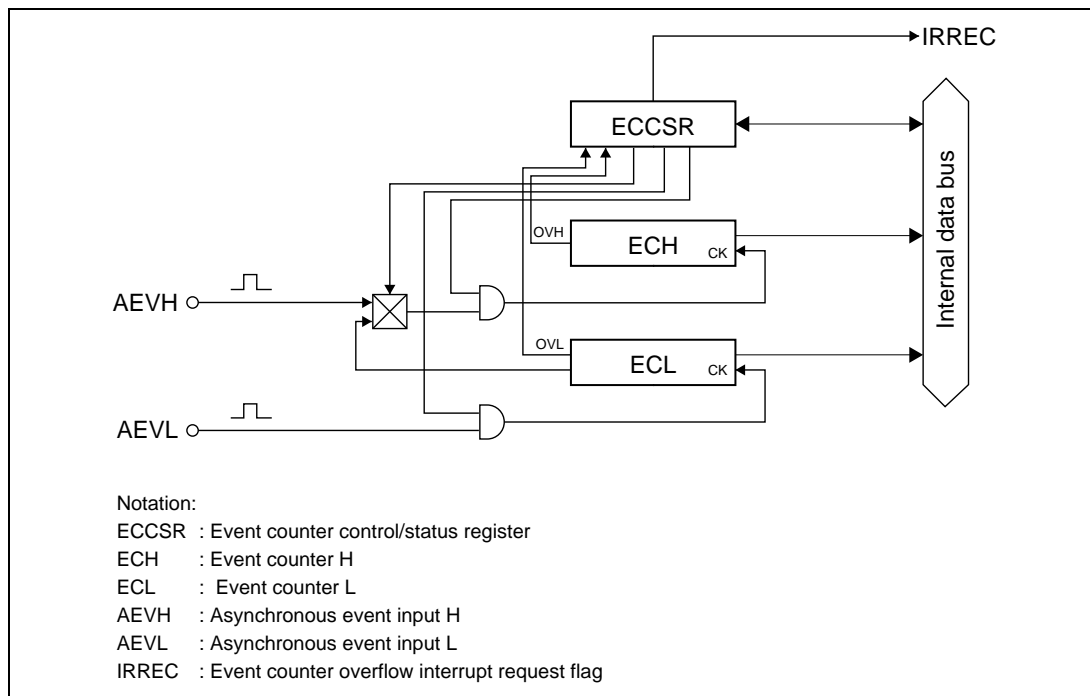 IRREC
ECCSR
Internal data bus
OVH
ECH
CK
AEVH
OVL
ECL
CK
AEVL
Notation:
ECCSR : Event counter control/status register
ECH : Event counter H
ECL : Event counter L
AEVH : Asynchronous event input H
AEVL : Asynchronous event input L
IRREC : Event counter overflow interrupt request flag